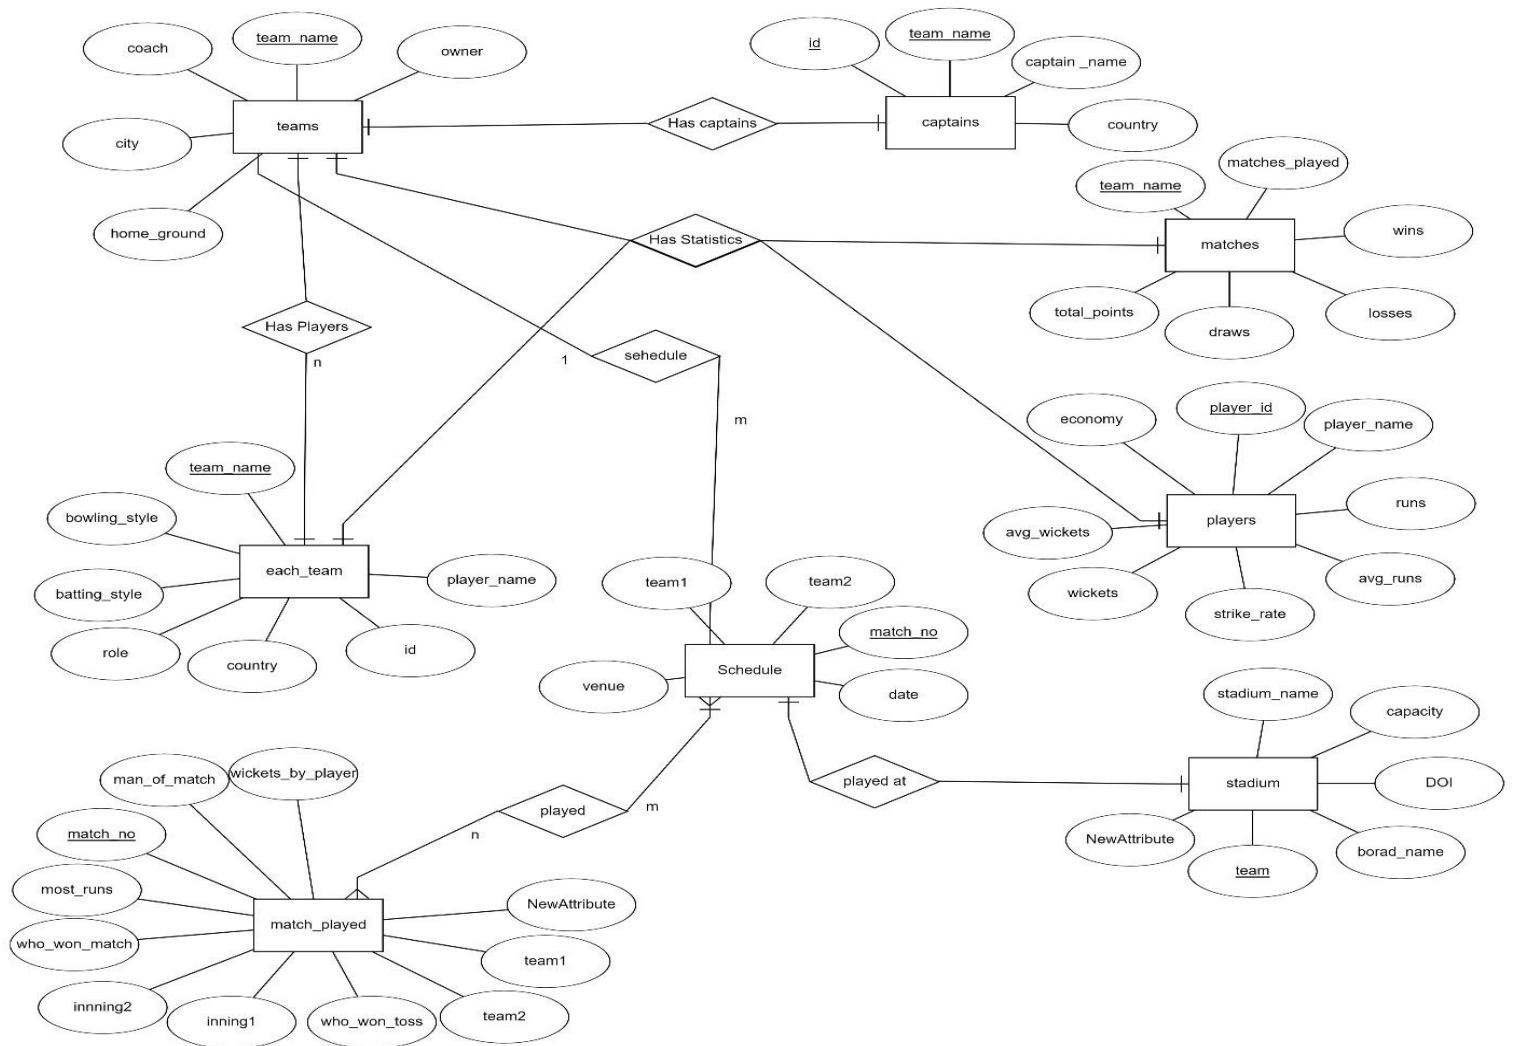 coach
team_name
owner
city
teams
home_ground
Has captains
id
team_name
captain _name
captains
country
matches_played
team_name
wins
matches
total_points
draws
losses
Has Statistics
Has Players
n
sehedule
1
m
economy
player_id
player_name
runs
players
avg_wickets
wickets
strike_rate
avg_runs
team_name
bowling_style
each_team
batting_style
player_name
role
country
id
team1
team2
match_no
Schedule
venue
date
stadium_name
capacity
played at
stadium
DOI
NewAttribute
team
borad_name
man_of_match
wickets_by_player
played
m
n
match_no
most_runs
match_played
NewAttribute
who_won_match
team1
innning2
inning1
who_won_toss
team2